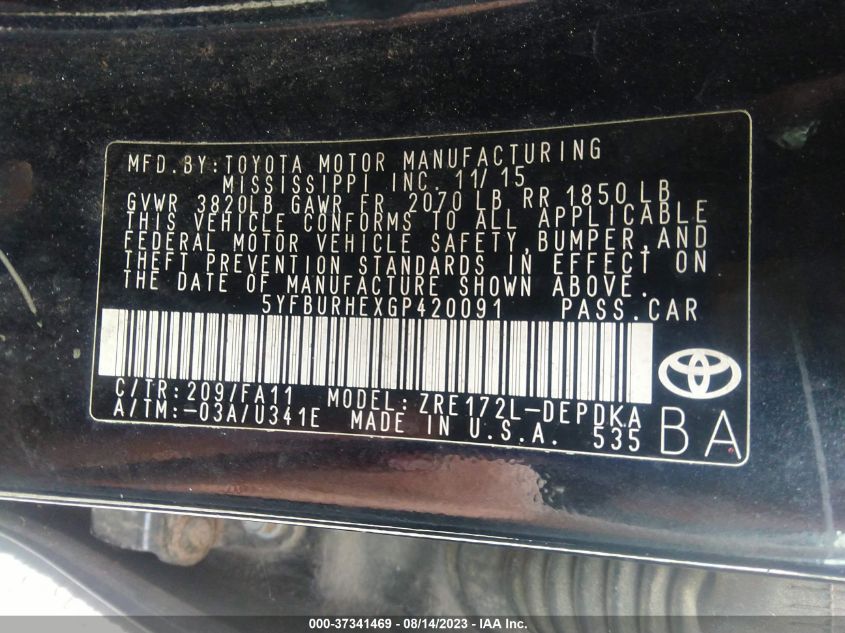 MFD.BY:TOYOTA MOTOR MANUFACTURING
MISSISSIPPI INC. 11/15
GVWR 3820LB GAWR FR 2070 LB RR 1850 LB
THIS VEHICLE CONFORMS TO ALL APPLICABLE
FEDERAL MOTOR VEHICLE SAFETY,BUMPER,AND
THEFT PREVENTION STANDARDS IN EFFECT ON
THE DATE OF MANUFACTURE SHOWN ABOVE.
5YFBURHEXGP420091 PASS.CAR
C/TR:209/FA11 MODEL:ZRE172L-DEPDKA
A/TM:-03A/U341E MADE IN U.S.A. 535
BA
000-37341469 - 08/14/2023 - IAA Inc.